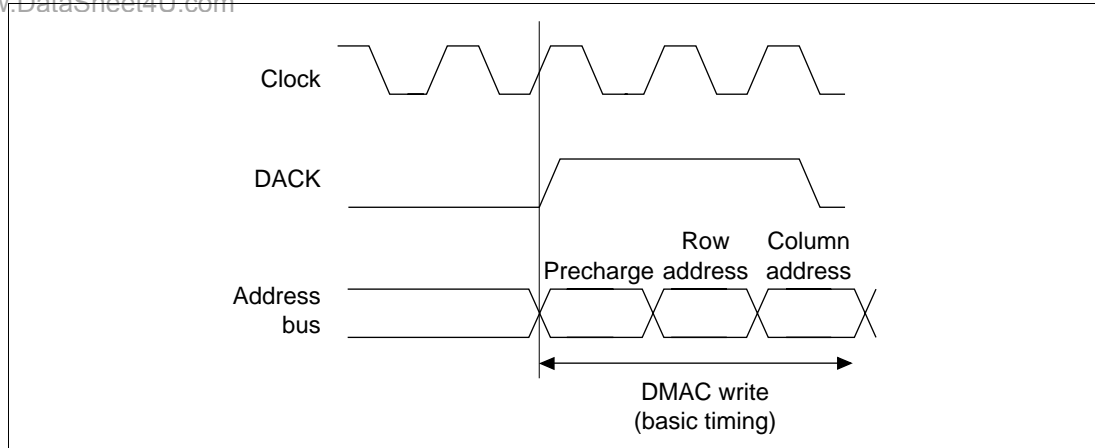 w.DataSheet4U.com
Clock
DACK
Row Column
Precharge address address
Address
bus
DMAC write
(basic timing)